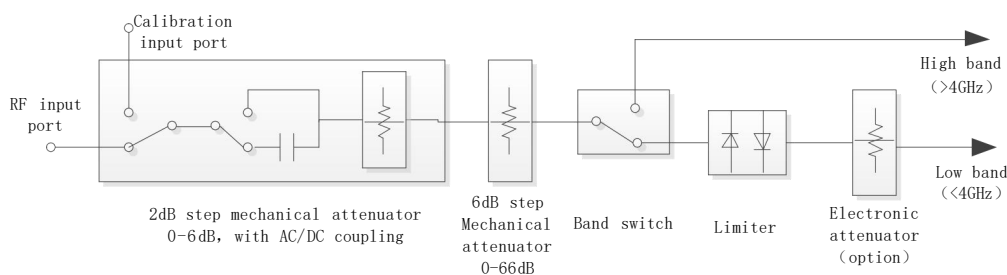 Calibration
input port
RF input
port
High band
(>4GHz)
Low band
(<4GHz)
2dB step mechanical attenuator
0-6dB, with AC/DC coupling
6dB step
Mechanical
attenuator
0-66dB
Band switch
Limiter
Electronic
attenuator
（option）